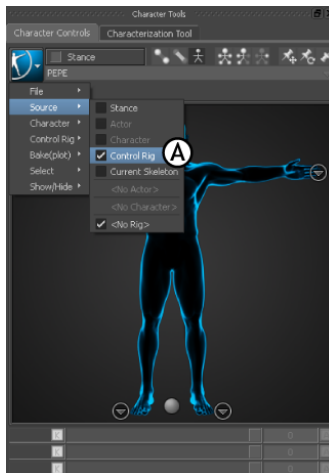 Character Tools
Character Controls Characterization Tool
Stance
PEPE
File
Source
Character
Control Rig
Bake(plot)
Select
Show/Hide
Stance
Actor
Character
Control Rig A
Current Skeleton
<No Actor>
<No Character>
<No Rig>
K 0
K 0
K 0